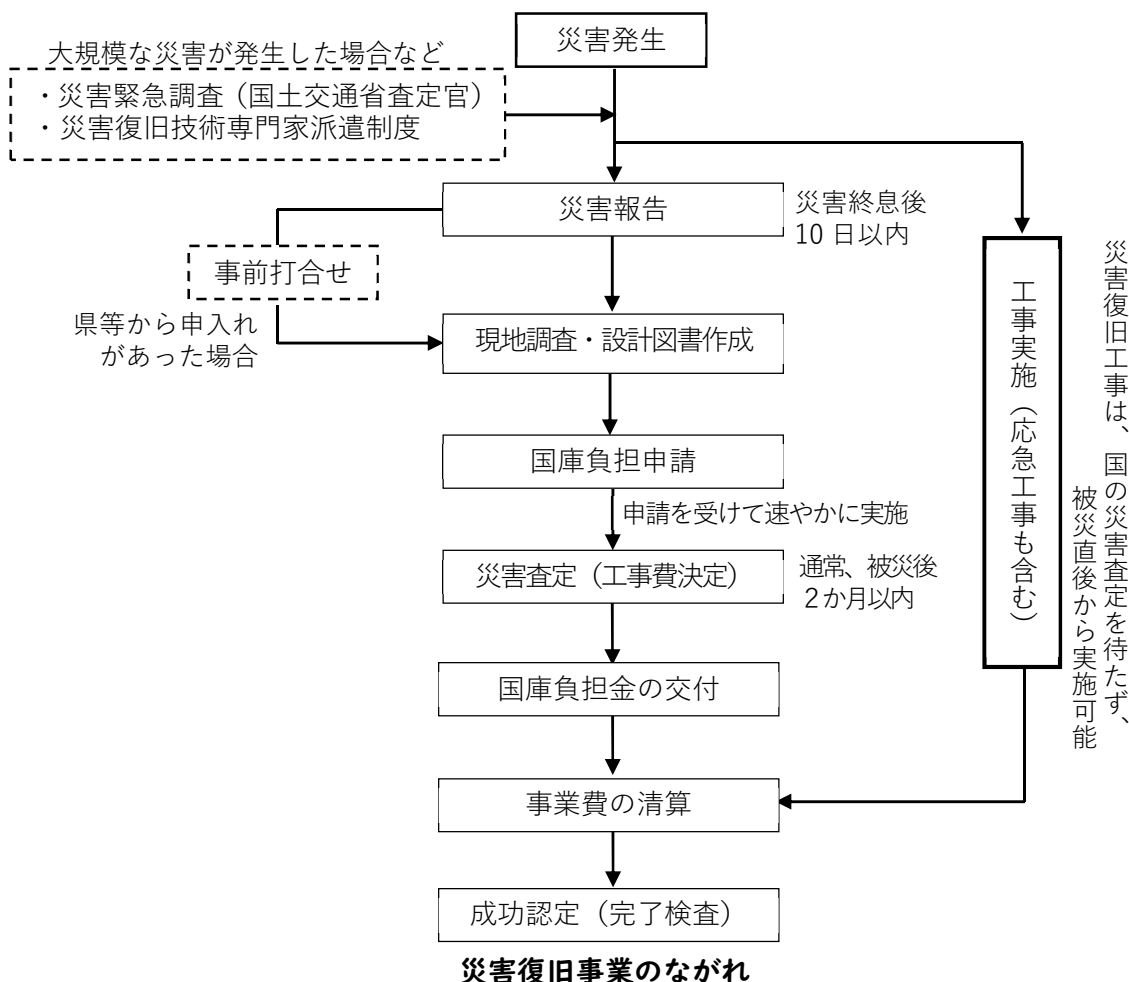 災害発生
大規模な災害が発生した場合など
・災害緊急調査（国土交通省査定官）
・災害復旧技術専門家派遣制度
災害報告
災害終息後
10 日以内
事前打合せ
県等から申入れ
があった場合
現地調査・設計図書作成
国庫負担申請
申請を受けて速やかに実施
災害査定（工事費決定）
通常、被災後
２か月以内
国庫負担金の交付
工事実施（応急工事も含む）
災害復旧工事は、国の災害査定を待たず、
被災直後から実施可能
事業費の清算
成功認定（完了検査）
災害復旧事業のながれ